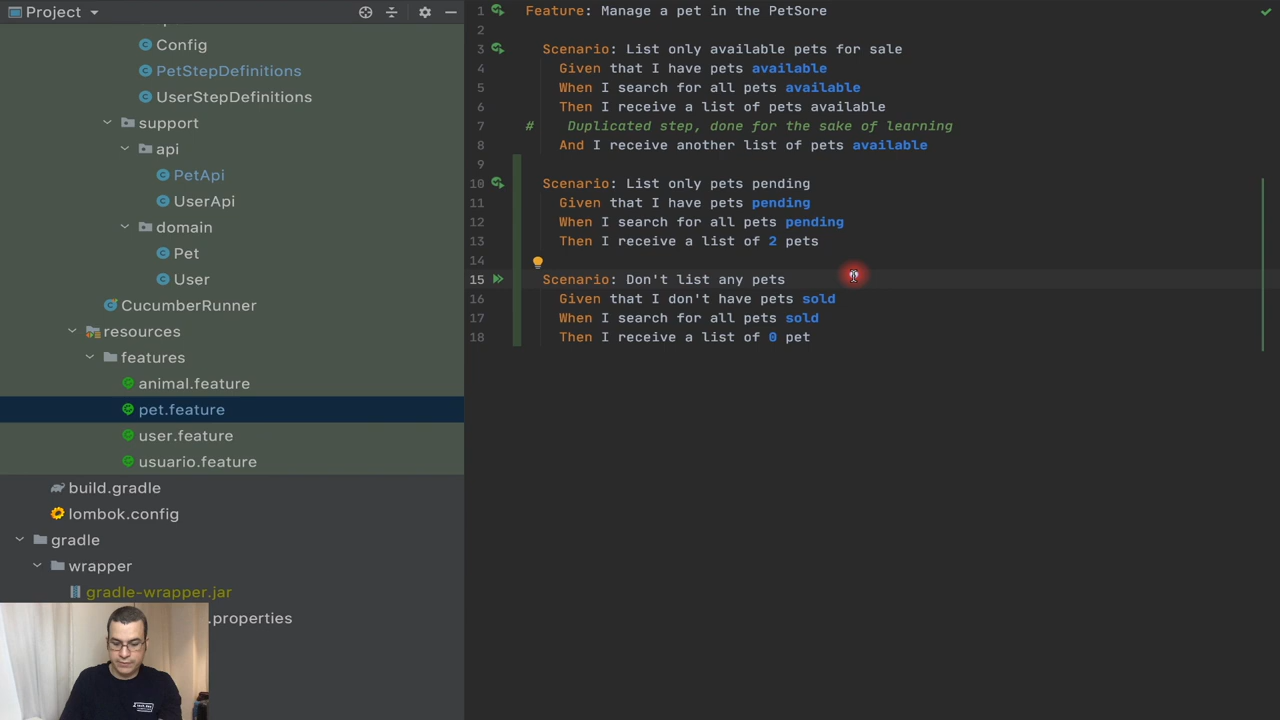 Project
Config
PetStepDefinitions
UserStepDefinitions
support
api
PetApi
UserApi
domain
Pet
User
CucumberRunner
resources
features
animal.feature
pet.feature
user.feature
usuario.feature
build.gradle
lombok.config
gradle
wrapper
gradle-wrapper.jar
.properties
1 Feature: Manage a pet in the PetSore
2
3 Scenario: List only available pets for sale
4 Given that I have pets available
5 When I search for all pets available
6 Then I receive a list of pets available
7 # Duplicated step, done for the sake of learning
8 And I receive another list of pets available
9
10 Scenario: List only pets pending
11 Given that I have pets pending
12 When I search for all pets pending
13 Then I receive a list of 2 pets
14
15 Scenario: Don't list any pets
16 Given that I don't have pets sold
17 When I search for all pets sold
18 Then I receive a list of 0 pet